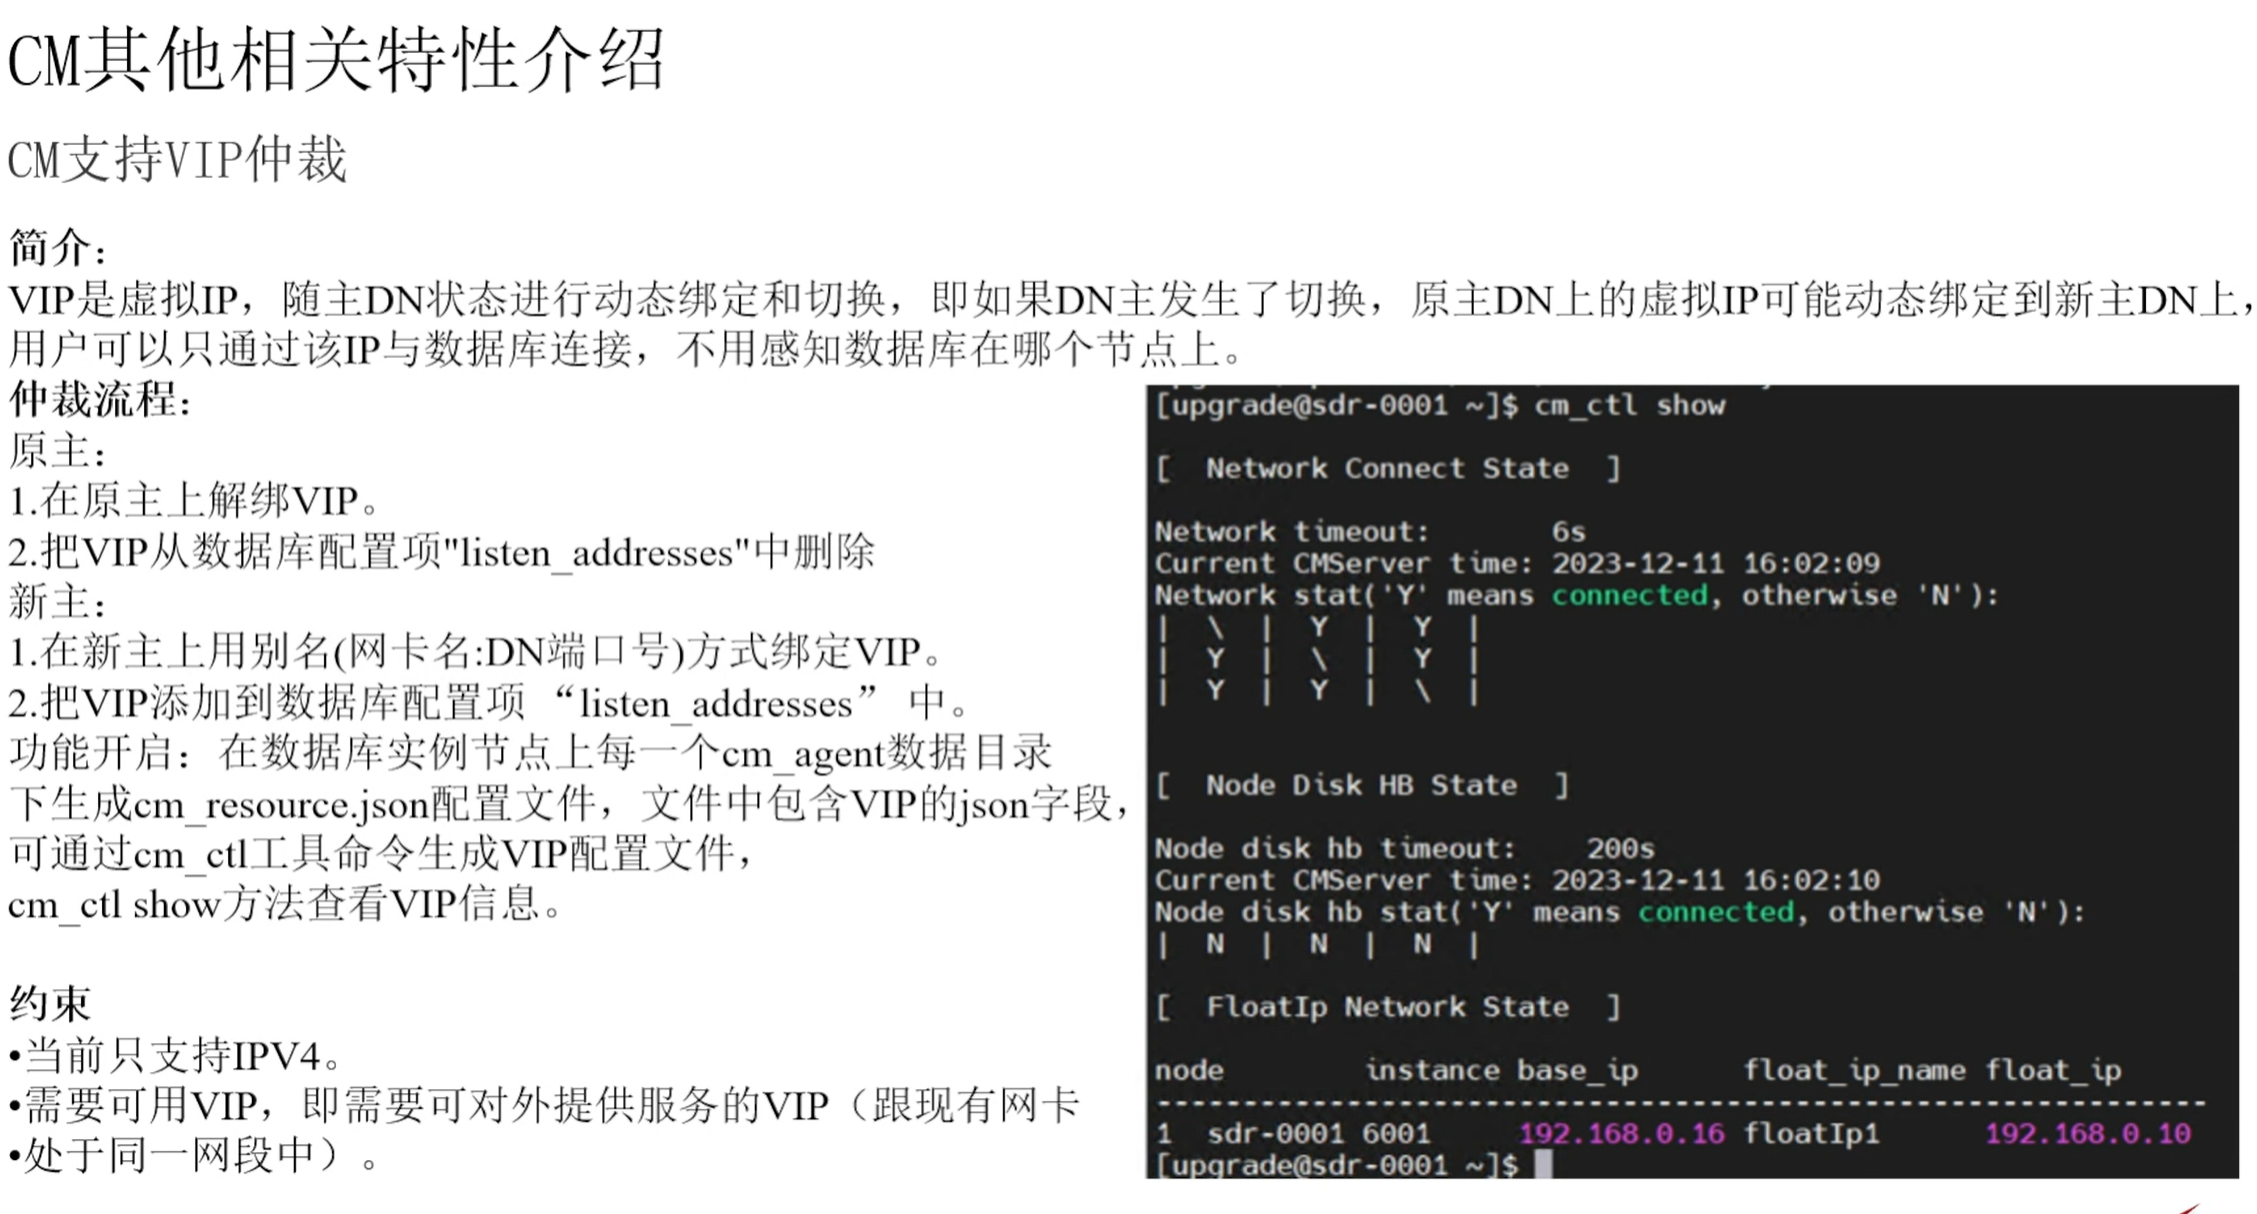 CM其他相关特性介绍
CM支持VIP仲裁
简介：
VIP是虚拟IP，随主DN状态进行动态绑定和切换，即如果DN主发生了切换，原主DN上的虚拟IP可能动态绑定到新主DN上，
用户可以只通过该IP与数据库连接，不用感知数据库在哪个节点上。
仲裁流程：
原主：
1.在原主上解绑VIP。
2.把VIP从数据库配置项"listen_addresses"中删除
新主：
1.在新主上用别名(网卡名:DN端口号)方式绑定VIP。
2.把VIP添加到数据库配置项“listen_addresses” 中。
功能开启：在数据库实例节点上每一个cm_agent数据目录
下生成cm_resource.json配置文件，文件中包含VIP的json字段，
可通过cm_ctl工具命令生成VIP配置文件，
cm_ctl show方法查看VIP信息。
约束
•当前只支持IPV4。
•需要可用VIP，即需要可对外提供服务的VIP（跟现有网卡
•处于同一网段中）。
[upgrade@sdr-0001 ~]$ cm_ctl show
[  Network Connect State  ]
Network timeout:       6s
Current CMServer time: 2023-12-11 16:02:09
Network stat('Y' means connected, otherwise 'N'):
|  \  |  Y  |  Y  |
|  Y  |  \  |  Y  |
|  Y  |  Y  |  \  |
[  Node Disk HB State  ]
Node disk hb timeout:    200s
Current CMServer time: 2023-12-11 16:02:10
Node disk hb stat('Y' means connected, otherwise 'N'):
|  N  |  N  |  N  |
[  FloatIp Network State  ]
node        instance base_ip      float_ip_name float_ip
-------------------------------------------------------------
1  sdr-0001 6001     192.168.0.16 floatIp1      192.168.0.10
[upgrade@sdr-0001 ~]$